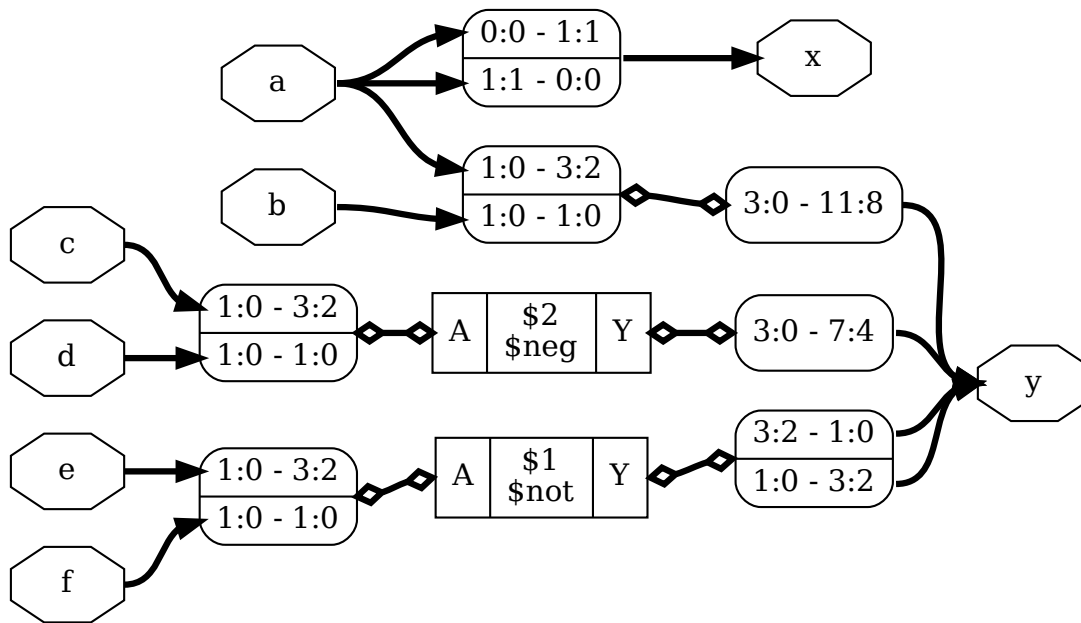 a
0:0 - 1:1
1:1 - 0:0
x
b
1:0 - 3:2
1:0 - 1:0
3:0 - 11:8
c
d
1:0 - 3:2
1:0 - 1:0
A
$2
$neg
Y
3:0 - 7:4
y
e
f
1:0 - 3:2
1:0 - 1:0
A
$1
$not
Y
3:2 - 1:0
1:0 - 3:2